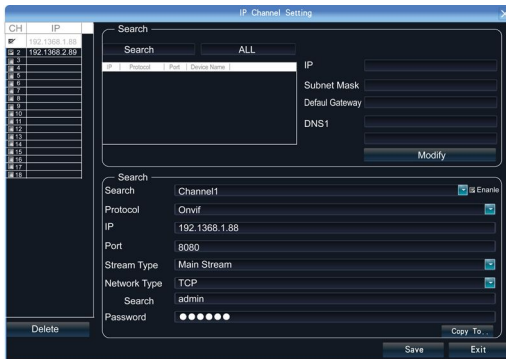 IP Channel Setting
CH IP
192.1368.1.88
2 192.1368.2.89
3
4
5
6
7
8
9
10
11
12
13
14
15
16
17
18
Delete
Search
Search ALL
IP Protocol Port Device Name
IP
Subnet Mask
Defaul Gateway
DNS1
Modify
Search
Search Channel1 Enanle
Protocol Onvif
IP 192.1368.1.88
Port 8080
Stream Type Main Stream
Network Type TCP
Search admin
Password ●●●●●●
Copy To..
Save Exit